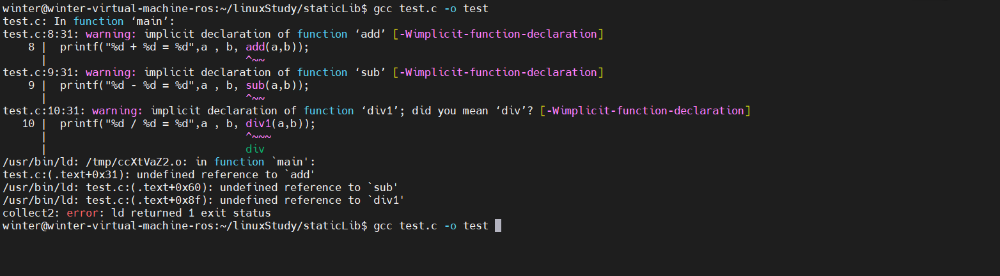 winter@winter-virtual-machine-ros:~/linuxStudy/staticLib$ gcc test.c -o test
test.c: In function ‘main’:
test.c:8:31: warning: implicit declaration of function ‘add’ [-Wimplicit-function-declaration]
    8 |  printf("%d + %d = %d",a , b, add(a,b));
      |                               ^~~
test.c:9:31: warning: implicit declaration of function ‘sub’ [-Wimplicit-function-declaration]
    9 |  printf("%d - %d = %d",a , b, sub(a,b));
      |                               ^~~
test.c:10:31: warning: implicit declaration of function ‘div1’; did you mean ‘div’? [-Wimplicit-function-declaration]
   10 |  printf("%d / %d = %d",a , b, div1(a,b));
      |                               ^~~~
      |                               div
/usr/bin/ld: /tmp/ccXtVaZ2.o: in function `main':
test.c:(.text+0x31): undefined reference to `add'
/usr/bin/ld: test.c:(.text+0x60): undefined reference to `sub'
/usr/bin/ld: test.c:(.text+0x8f): undefined reference to `div1'
collect2: error: ld returned 1 exit status
winter@winter-virtual-machine-ros:~/linuxStudy/staticLib$ gcc test.c -o test